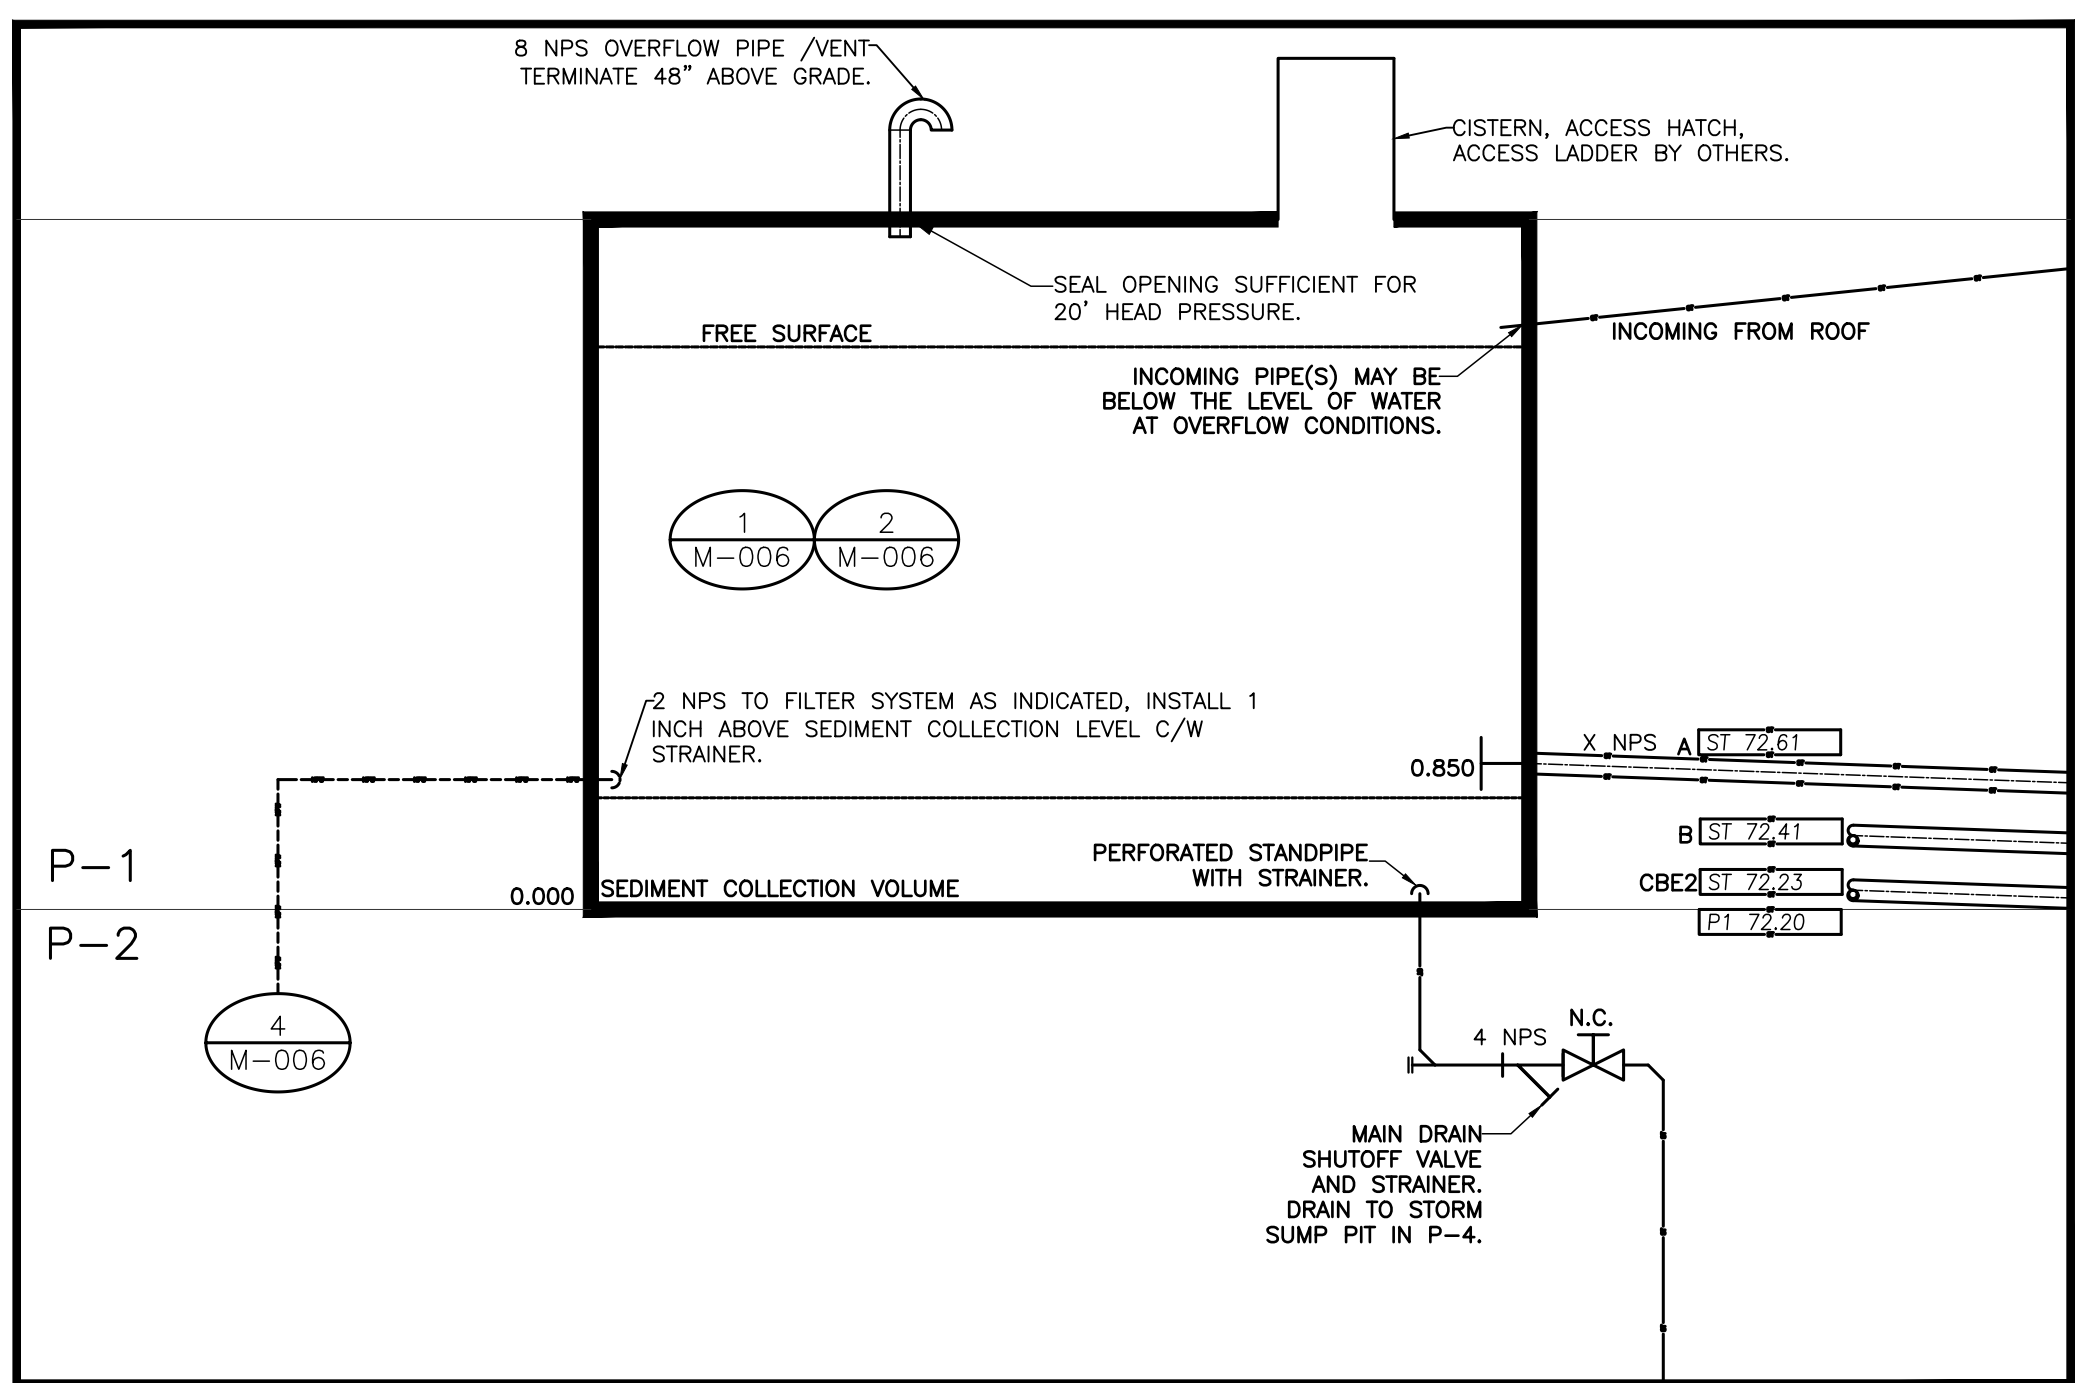 8 NPS OVERFLOW PIPE /VENT
TERMINATE 48" ABOVE GRADE.
CISTERN, ACCESS HATCH,
ACCESS LADDER BY OTHERS.
SEAL OPENING SUFFICIENT FOR
20' HEAD PRESSURE.
FREE SURFACE
INCOMING FROM ROOF
INCOMING PIPE(S) MAY BE
BELOW THE LEVEL OF WATER
AT OVERFLOW CONDITIONS.
1
M-006
2
M-006
2 NPS TO FILTER SYSTEM AS INDICATED, INSTALL 1
INCH ABOVE SEDIMENT COLLECTION LEVEL C/W
STRAINER.
0.850
X NPS
A ST 72.61
B ST 72.41
CBE2 ST 72.23
P1 72.20
PERFORATED STANDPIPE
WITH STRAINER.
P-1
0.000
SEDIMENT COLLECTION VOLUME
P-2
4
M-006
4 NPS
N.C.
MAIN DRAIN
SHUTOFF VALVE
AND STRAINER.
DRAIN TO STORM
SUMP PIT IN P-4.